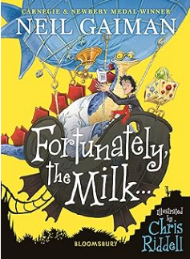 CARNEGIE & NEWBERY MEDAL WINNER
NEIL GAIMAN
Fortunately,
the Milk...
illustrated by
Chris
Riddell
BLOOMSBURY